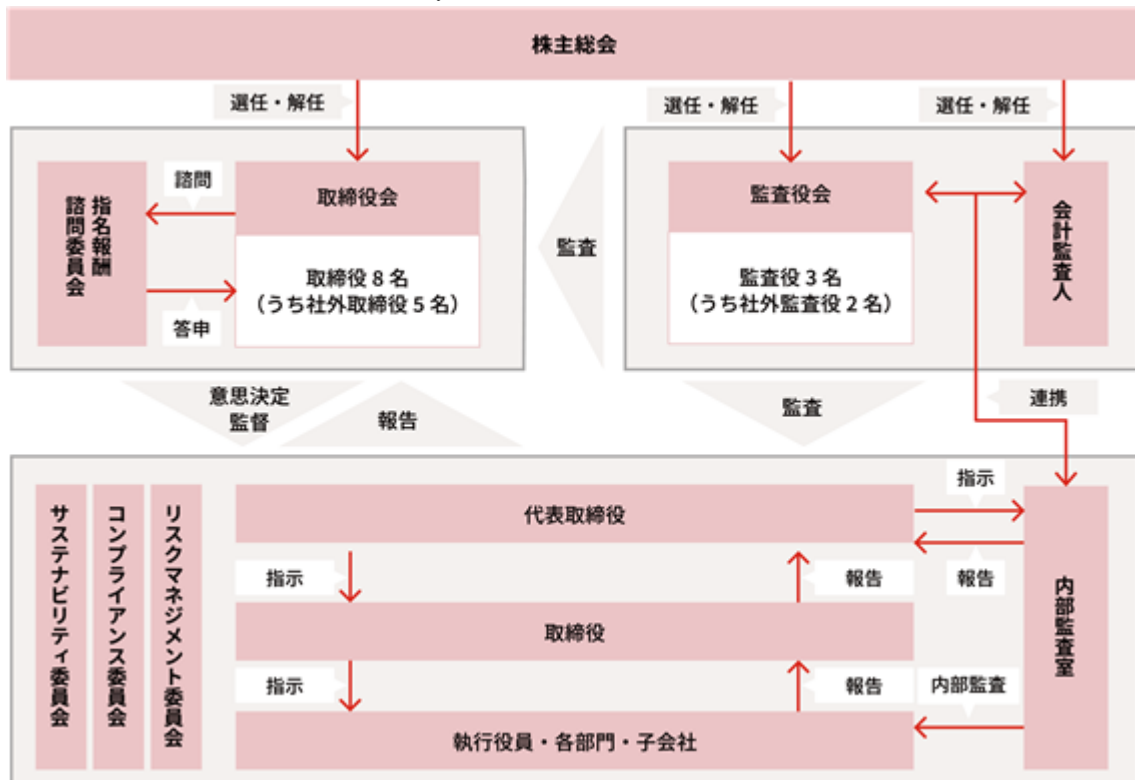 株主総会
選任・解任
選任・解任
選任・解任
指名報酬
諮問委員会
諮問
答申
取締役会
取締役 8 名
（うち社外取締役 5 名）
監査
監査役会
監査役 3 名
（うち社外監査役 2 名）
会計監査人
意思決定
監督
報告
監査
連携
サステナビリティ委員会
コンプライアンス委員会
リスクマネジメント委員会
代表取締役
指示
報告
指示
報告
取締役
指示
報告
内部監査
執行役員・各部門・子会社
内部監査室